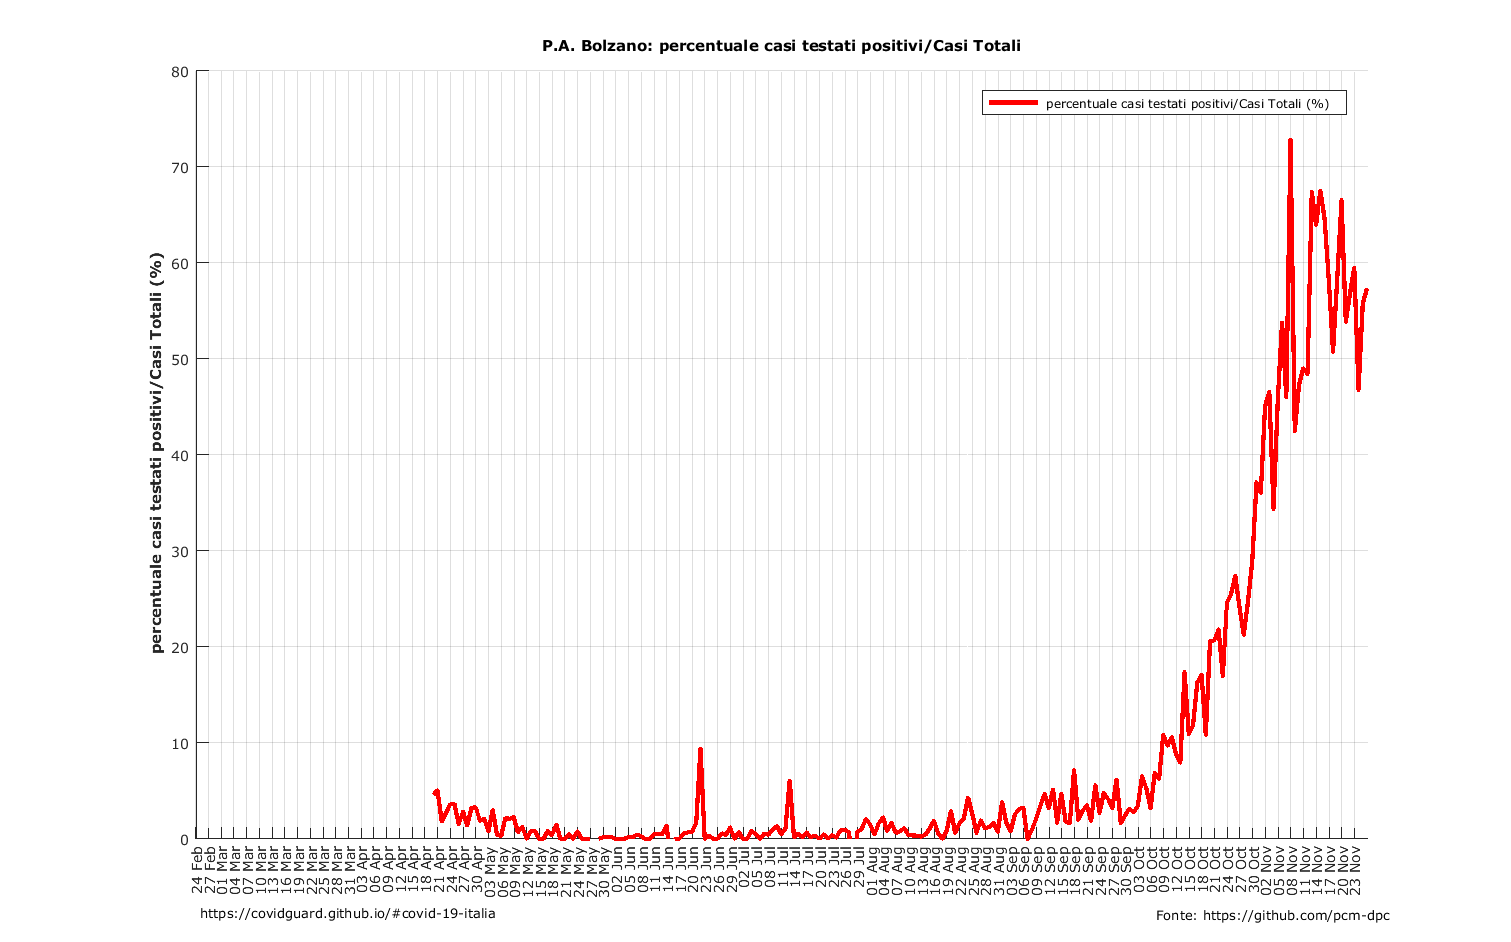 P.A. Bolzano: percentuale casi testati positivi/Casi Totali
percentuale casi testati positivi/Casi Totali (%)
percentuale casi testati positivi/Casi Totali (%)
80
70
60
50
40
30
20
10
0
24 Feb
27 Feb
01 Mar
04 Mar
07 Mar
10 Mar
13 Mar
16 Mar
19 Mar
22 Mar
25 Mar
28 Mar
31 Mar
03 Apr
06 Apr
09 Apr
12 Apr
15 Apr
18 Apr
21 Apr
24 Apr
27 Apr
30 Apr
03 May
06 May
09 May
12 May
15 May
18 May
21 May
24 May
27 May
30 May
02 Jun
05 Jun
08 Jun
11 Jun
14 Jun
17 Jun
20 Jun
23 Jun
26 Jun
29 Jun
02 Jul
05 Jul
08 Jul
11 Jul
14 Jul
17 Jul
20 Jul
23 Jul
26 Jul
29 Jul
01 Aug
04 Aug
07 Aug
10 Aug
13 Aug
16 Aug
19 Aug
22 Aug
25 Aug
28 Aug
31 Aug
03 Sep
06 Sep
09 Sep
12 Sep
15 Sep
18 Sep
21 Sep
24 Sep
27 Sep
30 Sep
03 Oct
06 Oct
09 Oct
12 Oct
15 Oct
18 Oct
21 Oct
24 Oct
27 Oct
30 Oct
02 Nov
05 Nov
08 Nov
11 Nov
14 Nov
17 Nov
20 Nov
23 Nov
https://covidguard.github.io/#covid-19-italia
Fonte: https://github.com/pcm-dpc